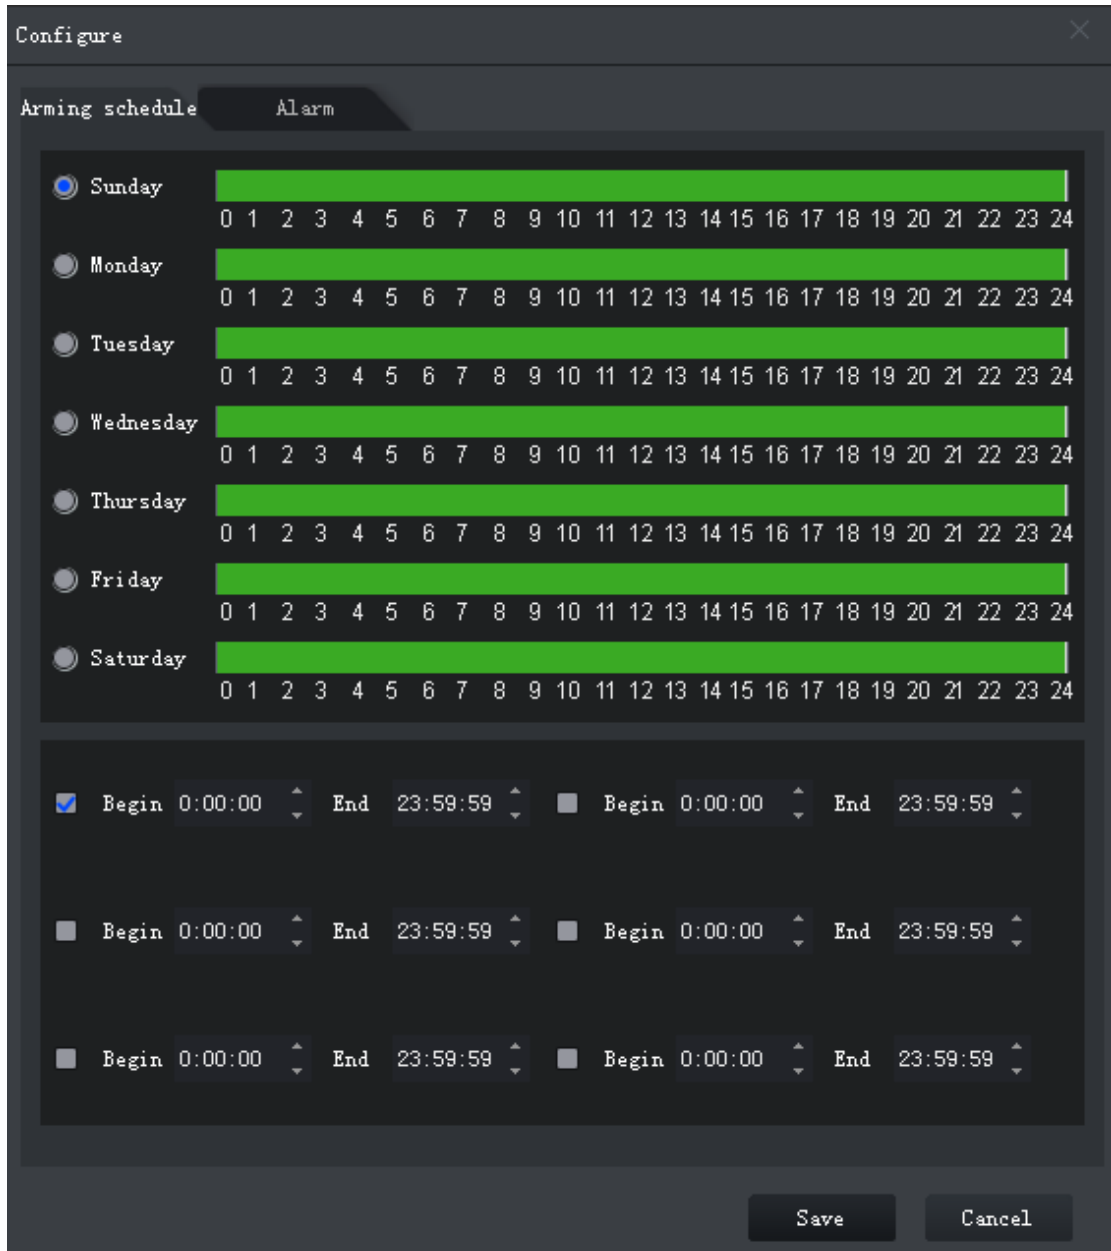 Configure
Arming schedule Alarm
Sunday
0 1 2 3 4 5 6 7 8 9 10 11 12 13 14 15 16 17 18 19 20 21 22 23 24
Monday
0 1 2 3 4 5 6 7 8 9 10 11 12 13 14 15 16 17 18 19 20 21 22 23 24
Tuesday
0 1 2 3 4 5 6 7 8 9 10 11 12 13 14 15 16 17 18 19 20 21 22 23 24
Wednesday
0 1 2 3 4 5 6 7 8 9 10 11 12 13 14 15 16 17 18 19 20 21 22 23 24
Thursday
0 1 2 3 4 5 6 7 8 9 10 11 12 13 14 15 16 17 18 19 20 21 22 23 24
Friday
0 1 2 3 4 5 6 7 8 9 10 11 12 13 14 15 16 17 18 19 20 21 22 23 24
Saturday
0 1 2 3 4 5 6 7 8 9 10 11 12 13 14 15 16 17 18 19 20 21 22 23 24
Begin 0:00:00 End 23:59:59 Begin 0:00:00 End 23:59:59
Begin 0:00:00 End 23:59:59 Begin 0:00:00 End 23:59:59
Begin 0:00:00 End 23:59:59 Begin 0:00:00 End 23:59:59
Save Cancel